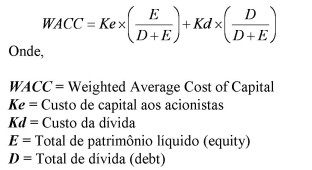 WACC = Ke×(E/(D+E))+Kd×(D/(D+E))
Onde,
WACC = Weighted Average Cost of Capital
Ke = Custo de capital aos acionistas
Kd = Custo da dívida
E = Total de patrimônio líquido (equity)
D = Total de dívida (debt)